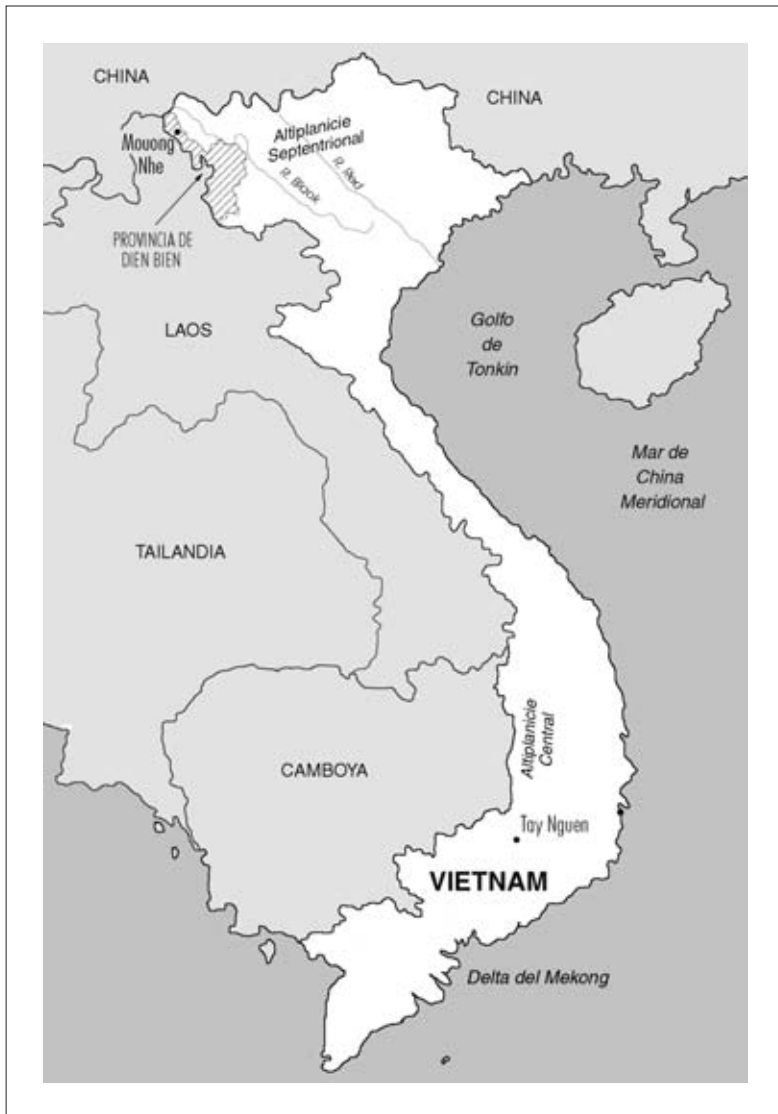 CHINA
CHINA
Altiplanicie
Septentrional
Mouong
Nhe
R. Black
R. Red
PROVINCIA DE
DIEN BIEN
LAOS
Golfo
de
Tonkin
Mar de
China
Meridional
TAILANDIA
Altiplanicie
Central
CAMBOYA
Tay Nguen
VIETNAM
Delta del Mekong